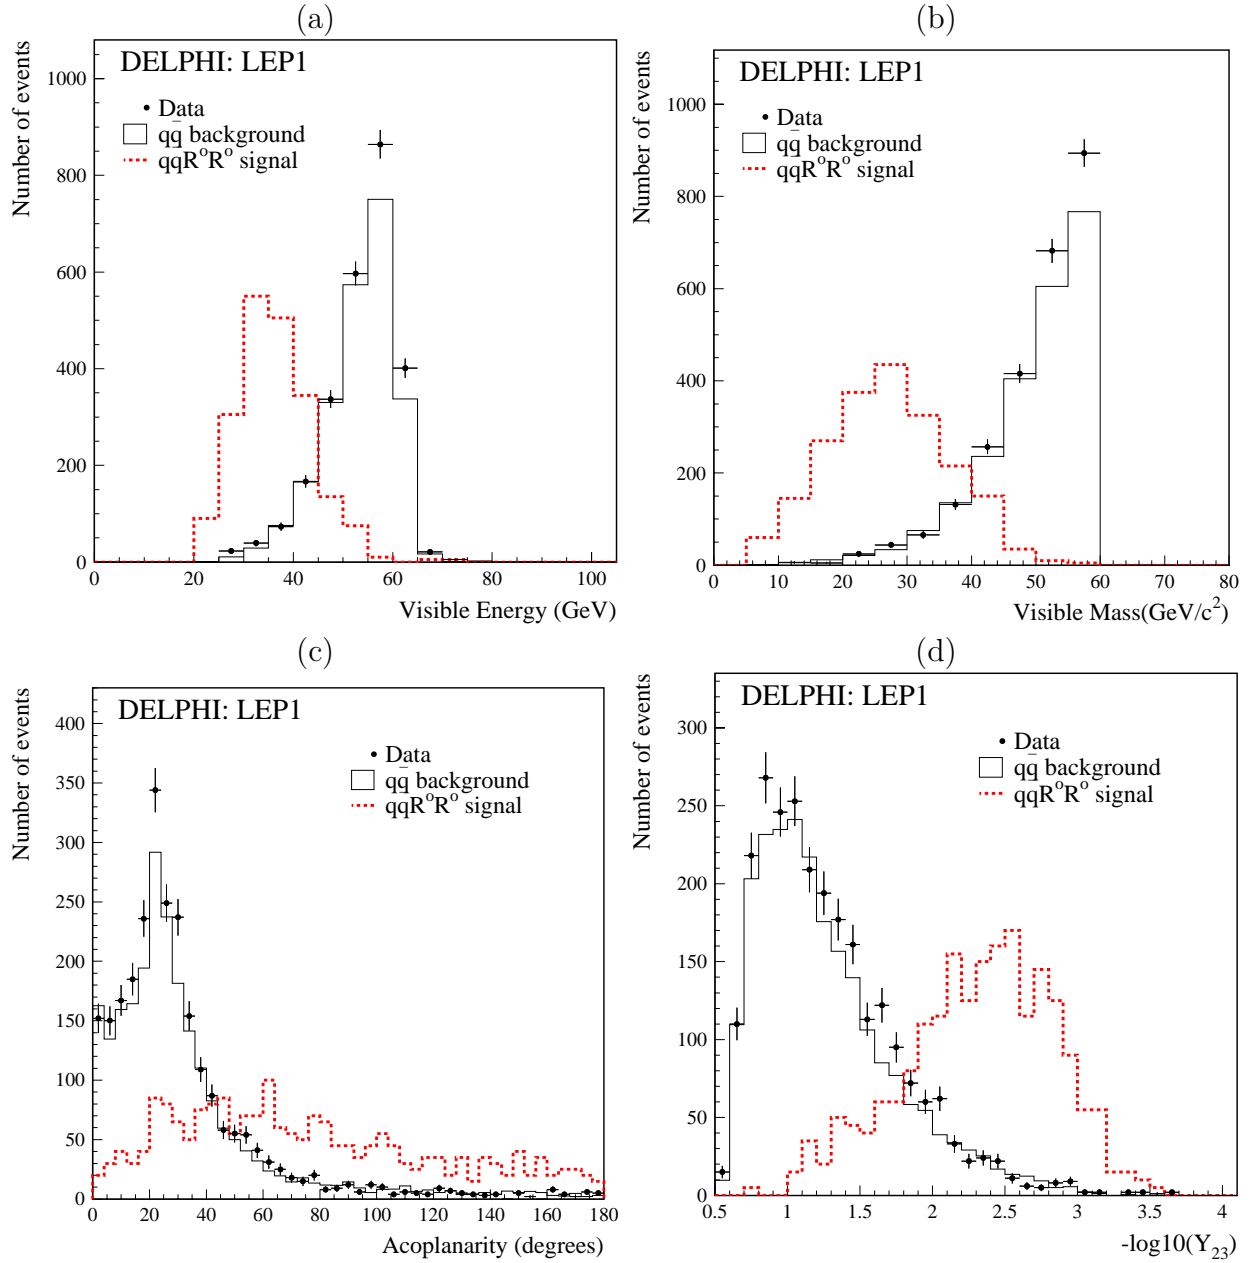 (a)
DELPHI: LEP1
Data
qq̄ background
qqR⁰R⁰ signal
Number of events
1000
800
600
400
200
0
0 20 40 60 80 100
Visible Energy (GeV)
(b)
DELPHI: LEP1
Data
qq̄ background
qqR⁰R⁰ signal
Number of events
1000
800
600
400
200
0
0 10 20 30 40 50 60 70 80
Visible Mass(GeV/c²)
(c)
DELPHI: LEP1
Data
qq̄ background
qqR⁰R⁰ signal
Number of events
400
350
300
250
200
150
100
50
0
0 20 40 60 80 100 120 140 160 180
Acoplanarity (degrees)
(d)
DELPHI: LEP1
Data
qq̄ background
qqR⁰R⁰ signal
Number of events
300
250
200
150
100
50
0
0.5 1 1.5 2 2.5 3 3.5 4
-log10(Y₂₃)